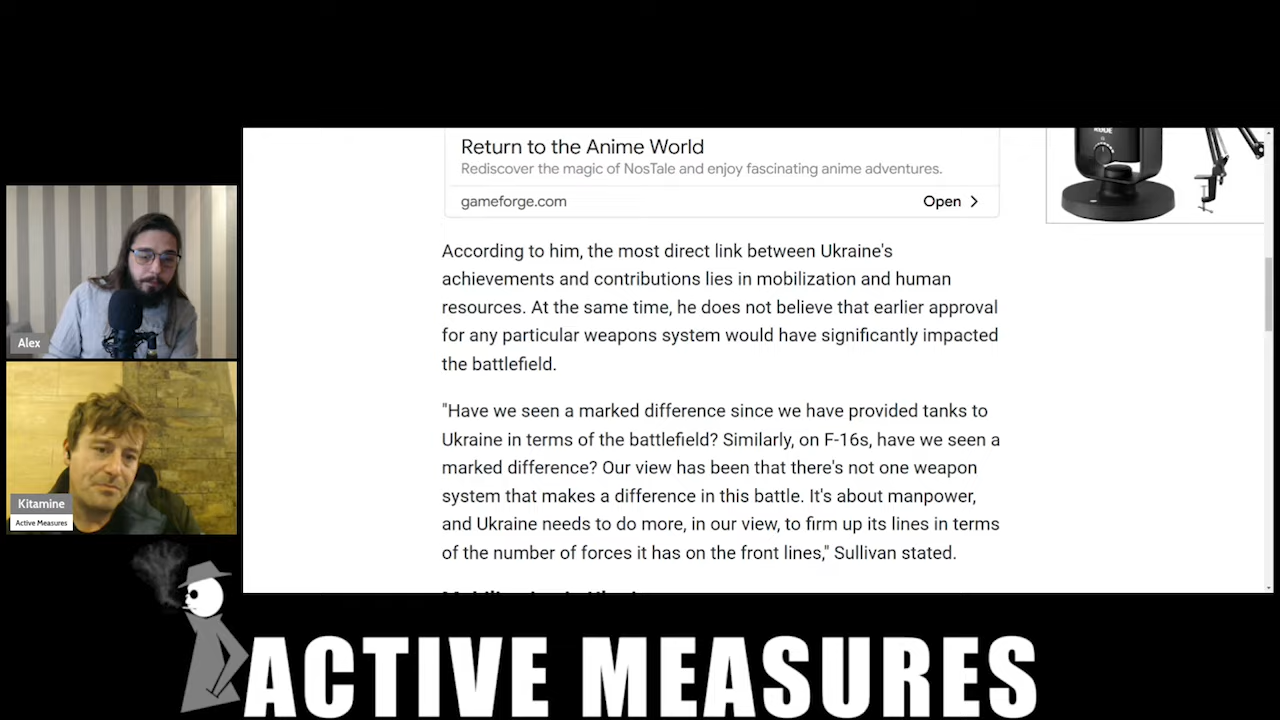 Return to the Anime World
Rediscover the magic of NosTale and enjoy fascinating anime adventures.
gameforge.com
Open
RØDE
According to him, the most direct link between Ukraine's
achievements and contributions lies in mobilization and human
resources. At the same time, he does not believe that earlier approval
for any particular weapons system would have significantly impacted
the battlefield.
"Have we seen a marked difference since we have provided tanks to
Ukraine in terms of the battlefield? Similarly, on F-16s, have we seen a
marked difference? Our view has been that there's not one weapon
system that makes a difference in this battle. It's about manpower,
and Ukraine needs to do more, in our view, to firm up its lines in terms
of the number of forces it has on the front lines," Sullivan stated.
Alex
Kitamine
Active Measures
ACTIVE MEASURES